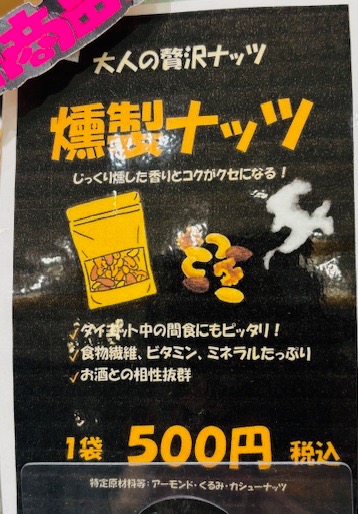 商品
大人の贅沢ナッツ
燻製ナッツ
じっくり燻した香りとコクがクセになる！
✓ダイエット中の間食にもピッタリ！
✓食物繊維、ビタミン、ミネラルたっぷり
✓お酒との相性抜群
1袋 500円 税込
特定原材料等：アーモンド・くるみ・カシューナッツ